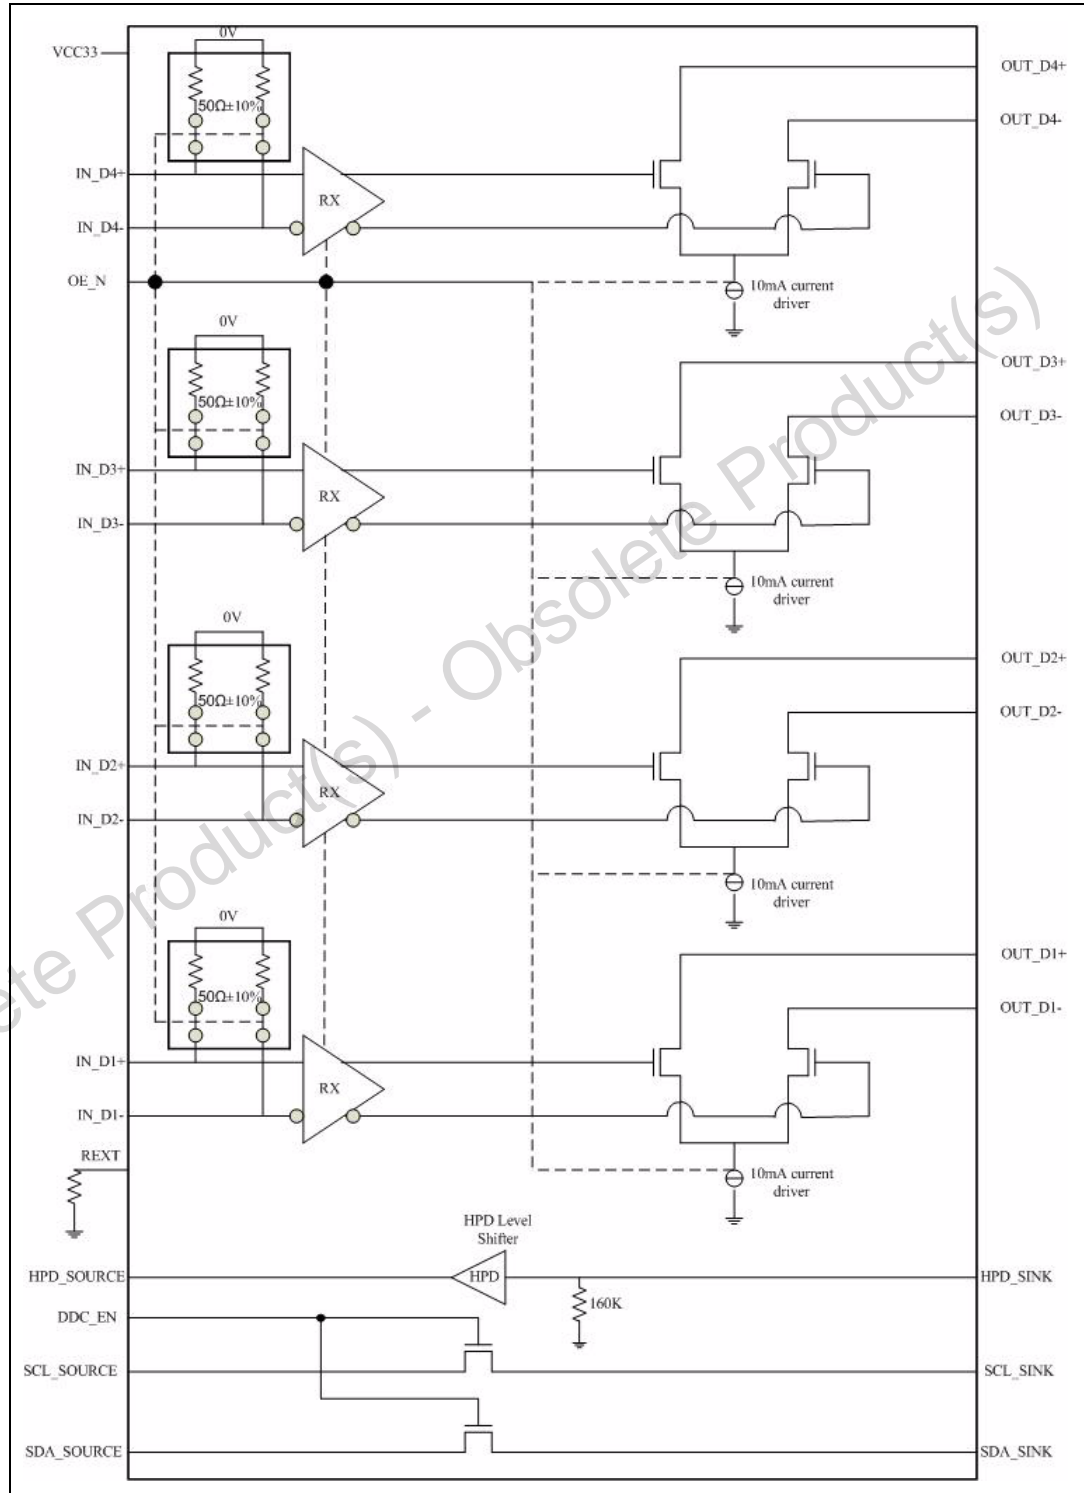 0V
VCC33
OUT_D4+
50Ω±10%
OUT_D4-
IN_D4+
RX
IN_D4-
OE_N
10mA current
driver
0V
OUT_D3+
50Ω±10%
OUT_D3-
IN_D3+
RX
IN_D3-
10mA current
driver
0V
OUT_D2+
50Ω±10%
OUT_D2-
IN_D2+
RX
IN_D2-
10mA current
driver
0V
OUT_D1+
50Ω±10%
OUT_D1-
IN_D1+
RX
IN_D1-
REXT
10mA current
driver
HPD Level
Shifter
HPD_SOURCE
HPD
HPD_SINK
160K
DDC_EN
SCL_SOURCE
SCL_SINK
SDA_SOURCE
SDA_SINK
ete Product(s) - Obsolete Product(s)